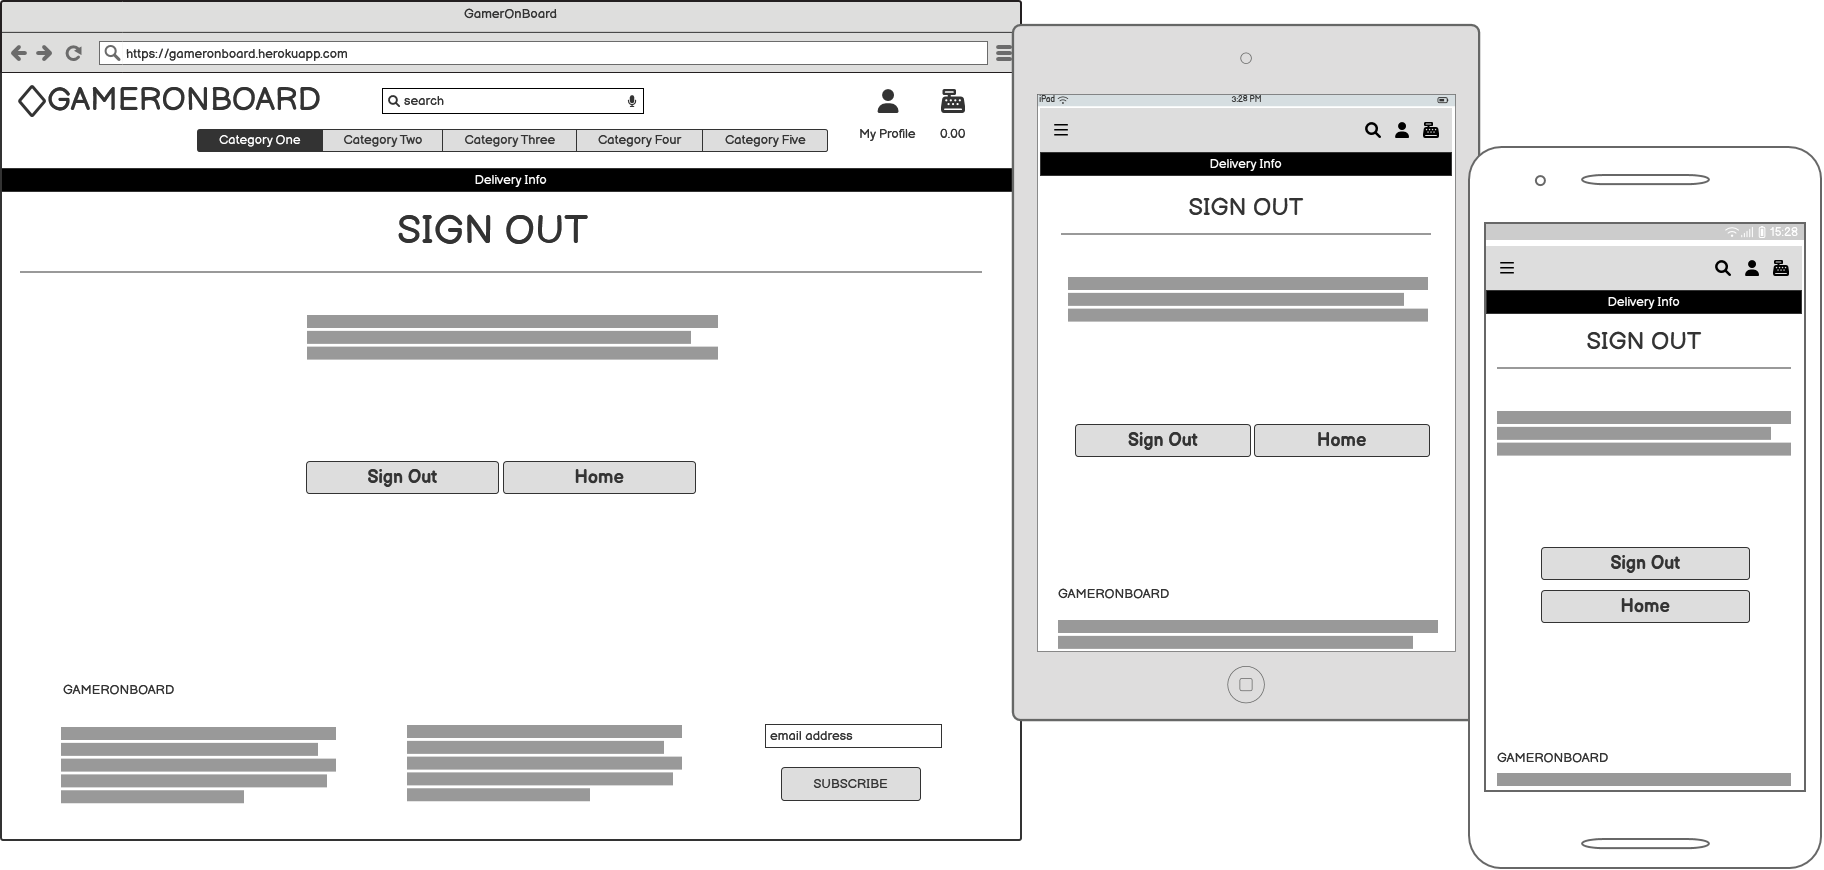 GamerOnBoard
https://gameronboard.herokuapp.com
GAMERONBOARD
search
My Profile
0.00
Category One
Category Two
Category Three
Category Four
Category Five
Delivery Info
SIGN OUT
Sign Out
Home
GAMERONBOARD
email address
SUBSCRIBE
iPad
3:28 PM
Delivery Info
SIGN OUT
Sign Out
Home
GAMERONBOARD
15:28
Delivery Info
SIGN OUT
Sign Out
Home
GAMERONBOARD